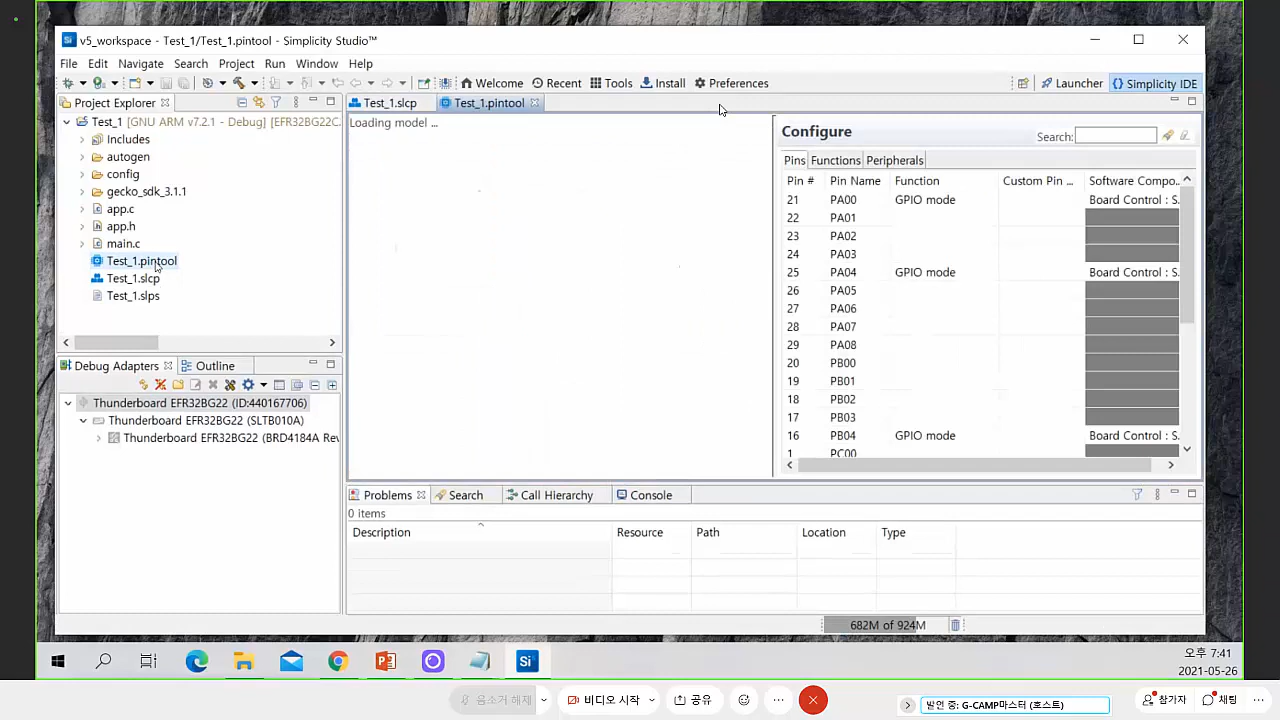 v5_workspace - Test_1/Test_1.pintool - Simplicity Studio™
File Edit Navigate Search Project Run Window Help
Welcome Recent Tools Install Preferences Launcher Simplicity IDE
Project Explorer
Test_1 [GNU ARM v7.2.1 - Debug] [EFR32BG22C
Includes
autogen
config
gecko_sdk_3.1.1
app.c
app.h
main.c
Test_1.pintool
Test_1.slcp
Test_1.slps
Debug Adapters Outline
Thunderboard EFR32BG22 (ID:440167706)
Thunderboard EFR32BG22 (SLTB010A)
Thunderboard EFR32BG22 (BRD4184A Rev
Test_1.slcp Test_1.pintool
Loading model ...
Configure
Search:
Pins Functions Peripherals
Pin # Pin Name Function Custom Pin ... Software Compo...
21 PA00 GPIO mode Board Control : S...
22 PA01
23 PA02
24 PA03
25 PA04 GPIO mode Board Control : S...
26 PA05
27 PA06
28 PA07
29 PA08
20 PB00
19 PB01
18 PB02
17 PB03
16 PB04 GPIO mode Board Control : S...
1 PC00
Problems Search Call Hierarchy Console
0 items
Description Resource Path Location Type
682M of 924M
오후 7:41
2021-05-26
음소거 해제 비디오 시작 공유 발언 중: G-CAMP마스터 (호스트) 참가자 채팅